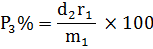 P₃% = d₂r₁/m₁ × 100